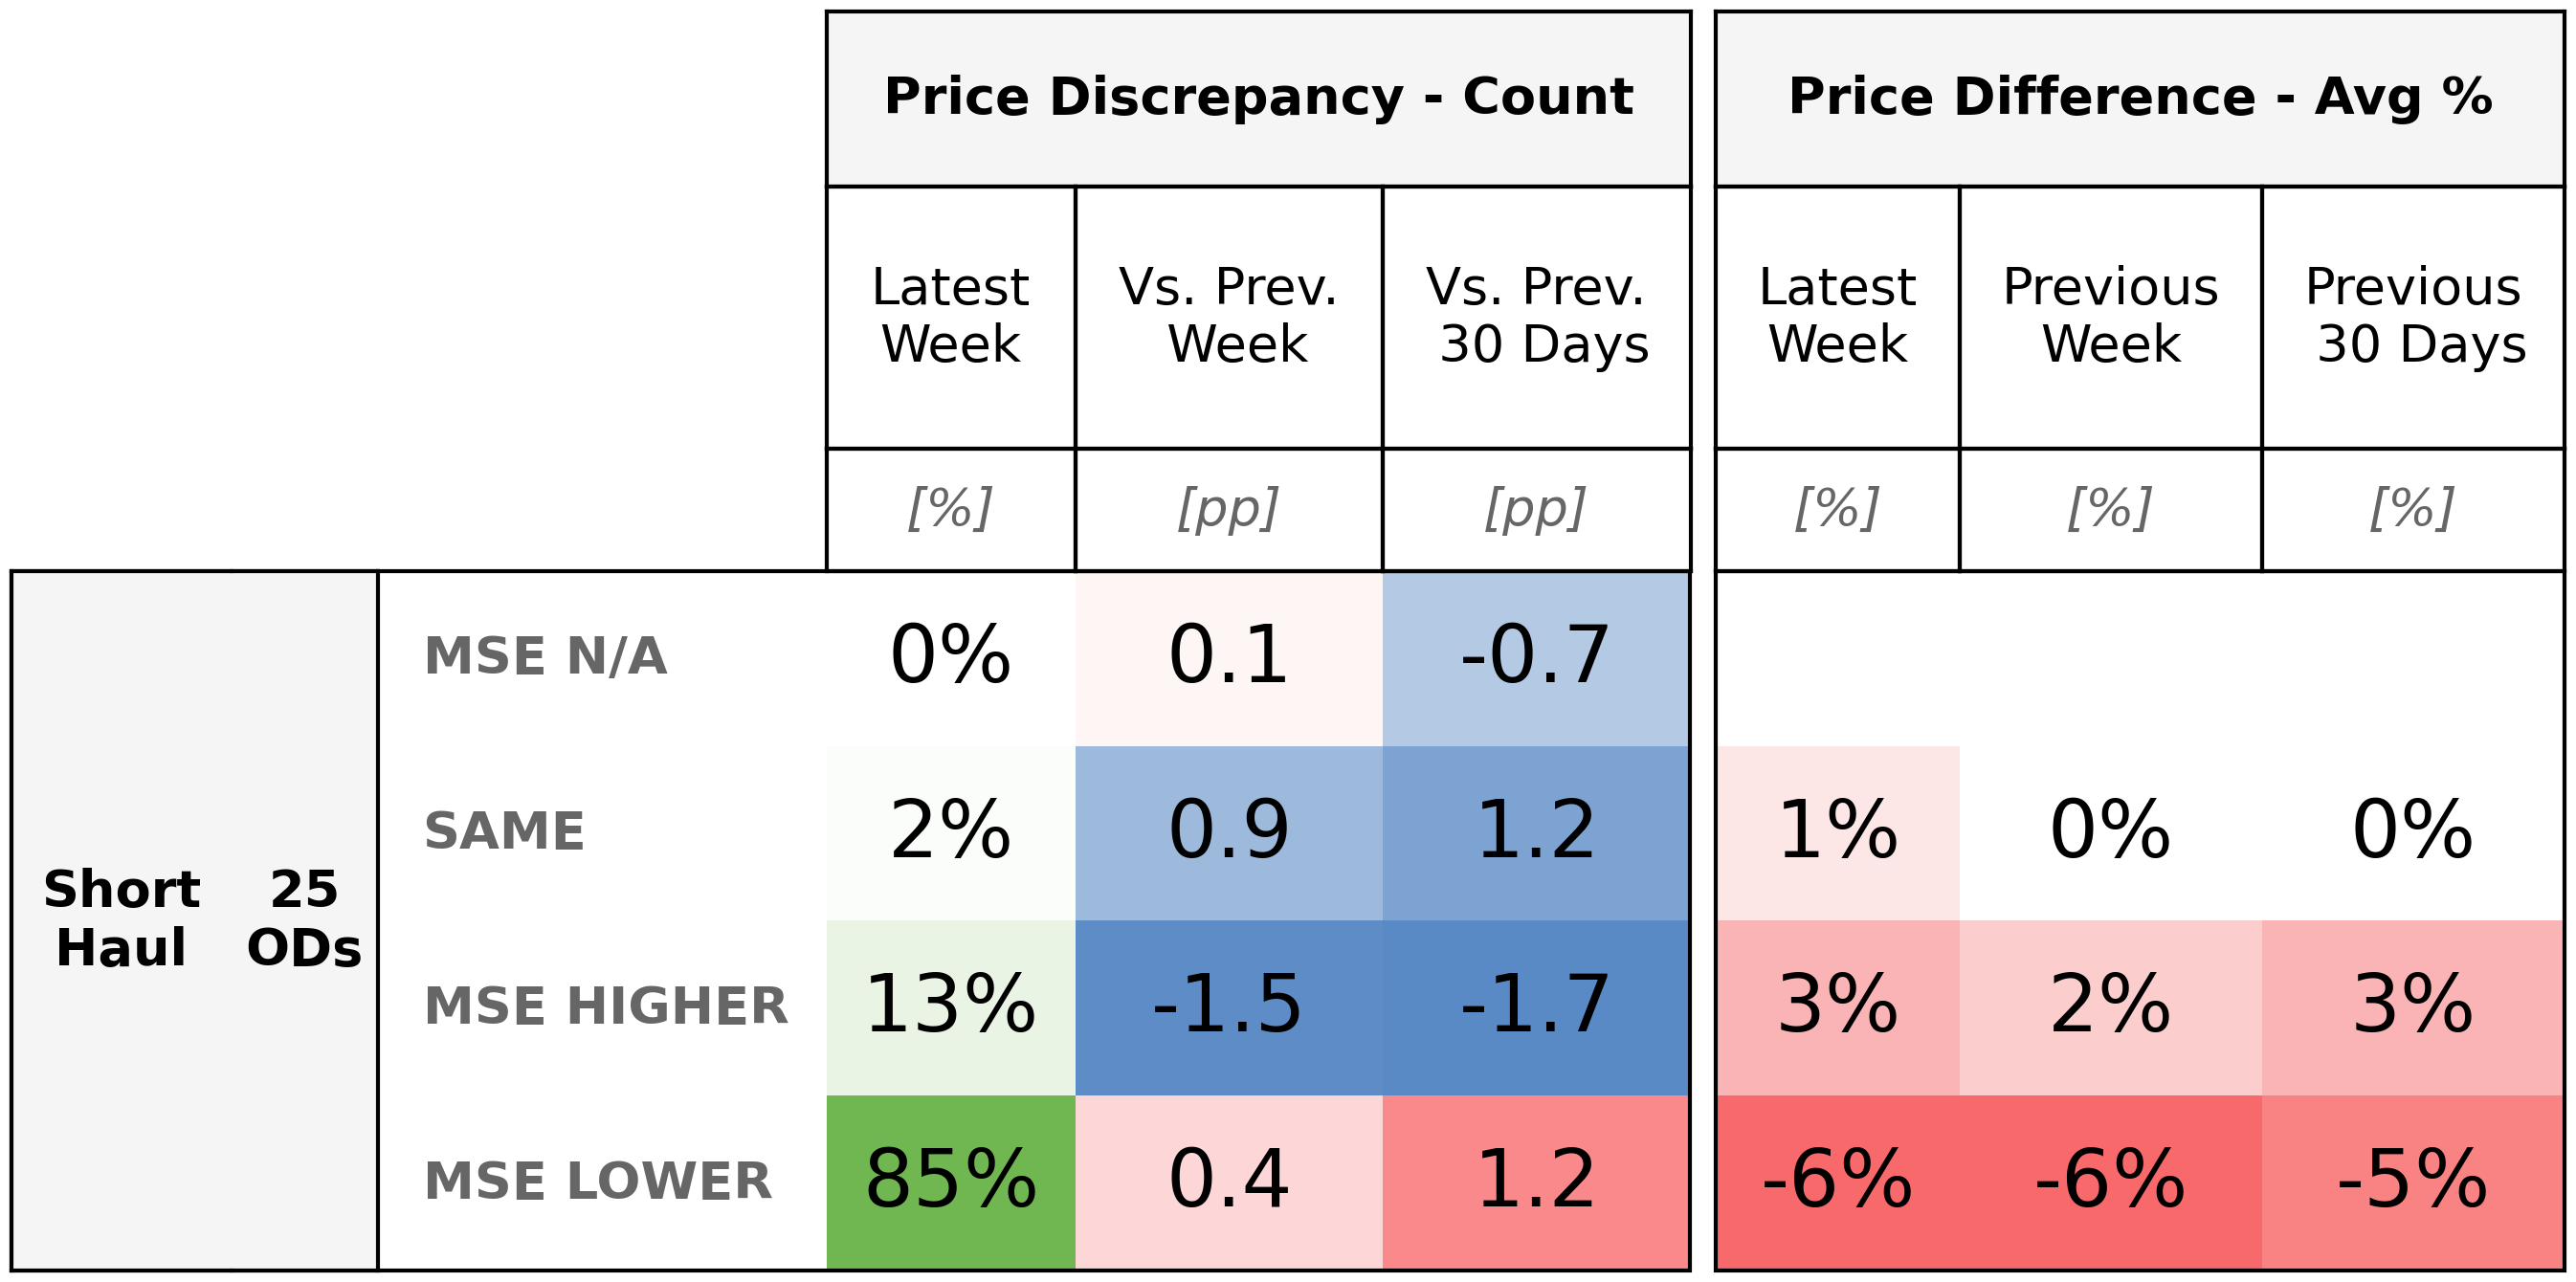 Price Discrepancy - Count Price Difference - Avg %
Latest Week Vs. Prev. Week Vs. Prev. 30 Days Latest Week Previous Week Previous 30 Days
[%] [pp] [pp] [%] [%] [%]
Short Haul 25 ODs
MSE N/A 0% 0.1 -0.7
SAME 2% 0.9 1.2 1% 0% 0%
MSE HIGHER 13% -1.5 -1.7 3% 2% 3%
MSE LOWER 85% 0.4 1.2 -6% -6% -5%